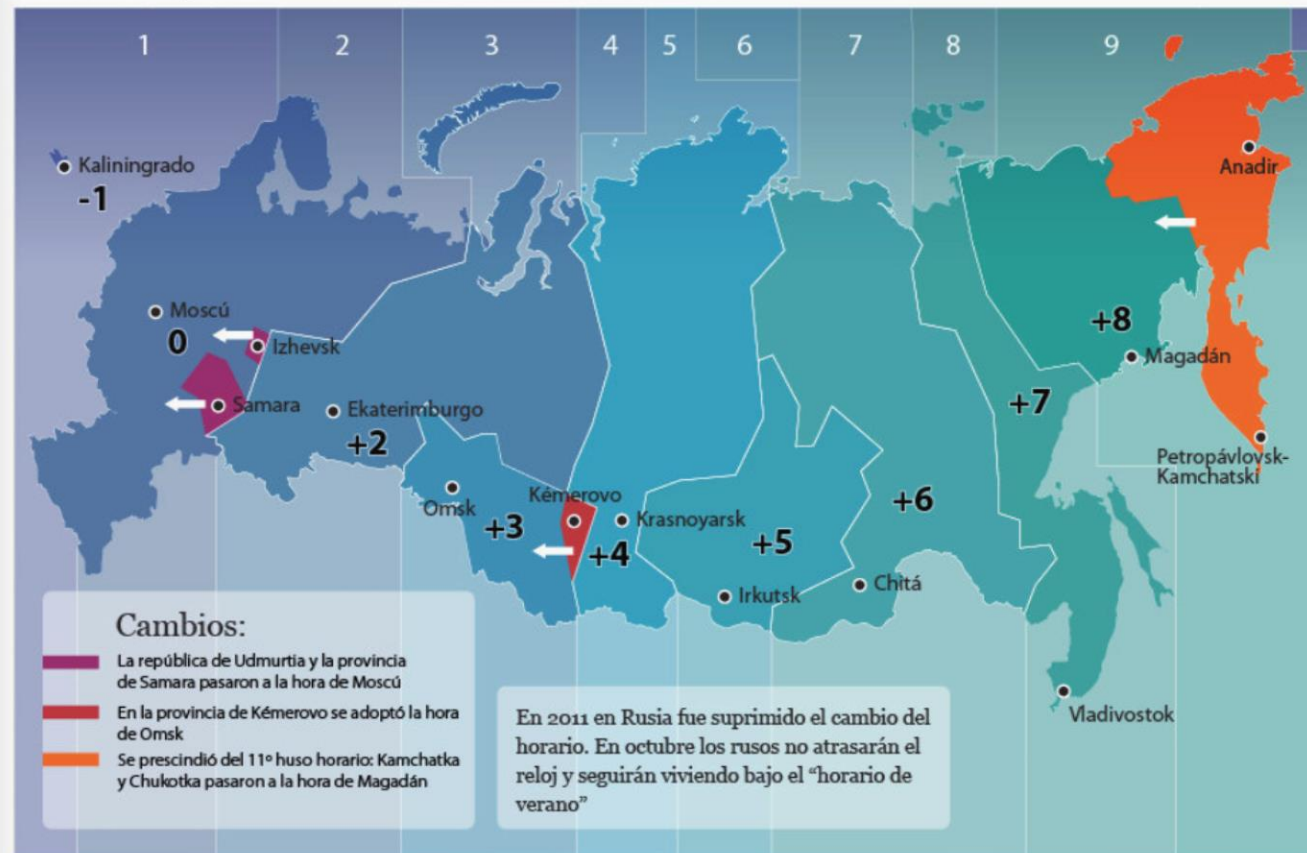 1
2
3
4
5
6
7
8
9
Kaliningrado
-1
Anadir
Moscú
0
Izhevsk
+8
Magadán
Samara
Ekaterimburgo
+2
+7
Petropávlovsk-
Kamchatski
Omsk
+3
Kémerovo
Krasnoyarsk
+4
+5
+6
Irkutsk
Chitá
Vladivostok
Cambios:
La república de Udmurtia y la provincia
de Samara pasaron a la hora de Moscú
En la provincia de Kémerovo se adoptó la hora
de Omsk
Se prescindió del 11º huso horario: Kamchatka
y Chukotka pasaron a la hora de Magadán
En 2011 en Rusia fue suprimido el cambio del
horario. En octubre los rusos no atrasarán el
reloj y seguirán viviendo bajo el “horario de
verano”